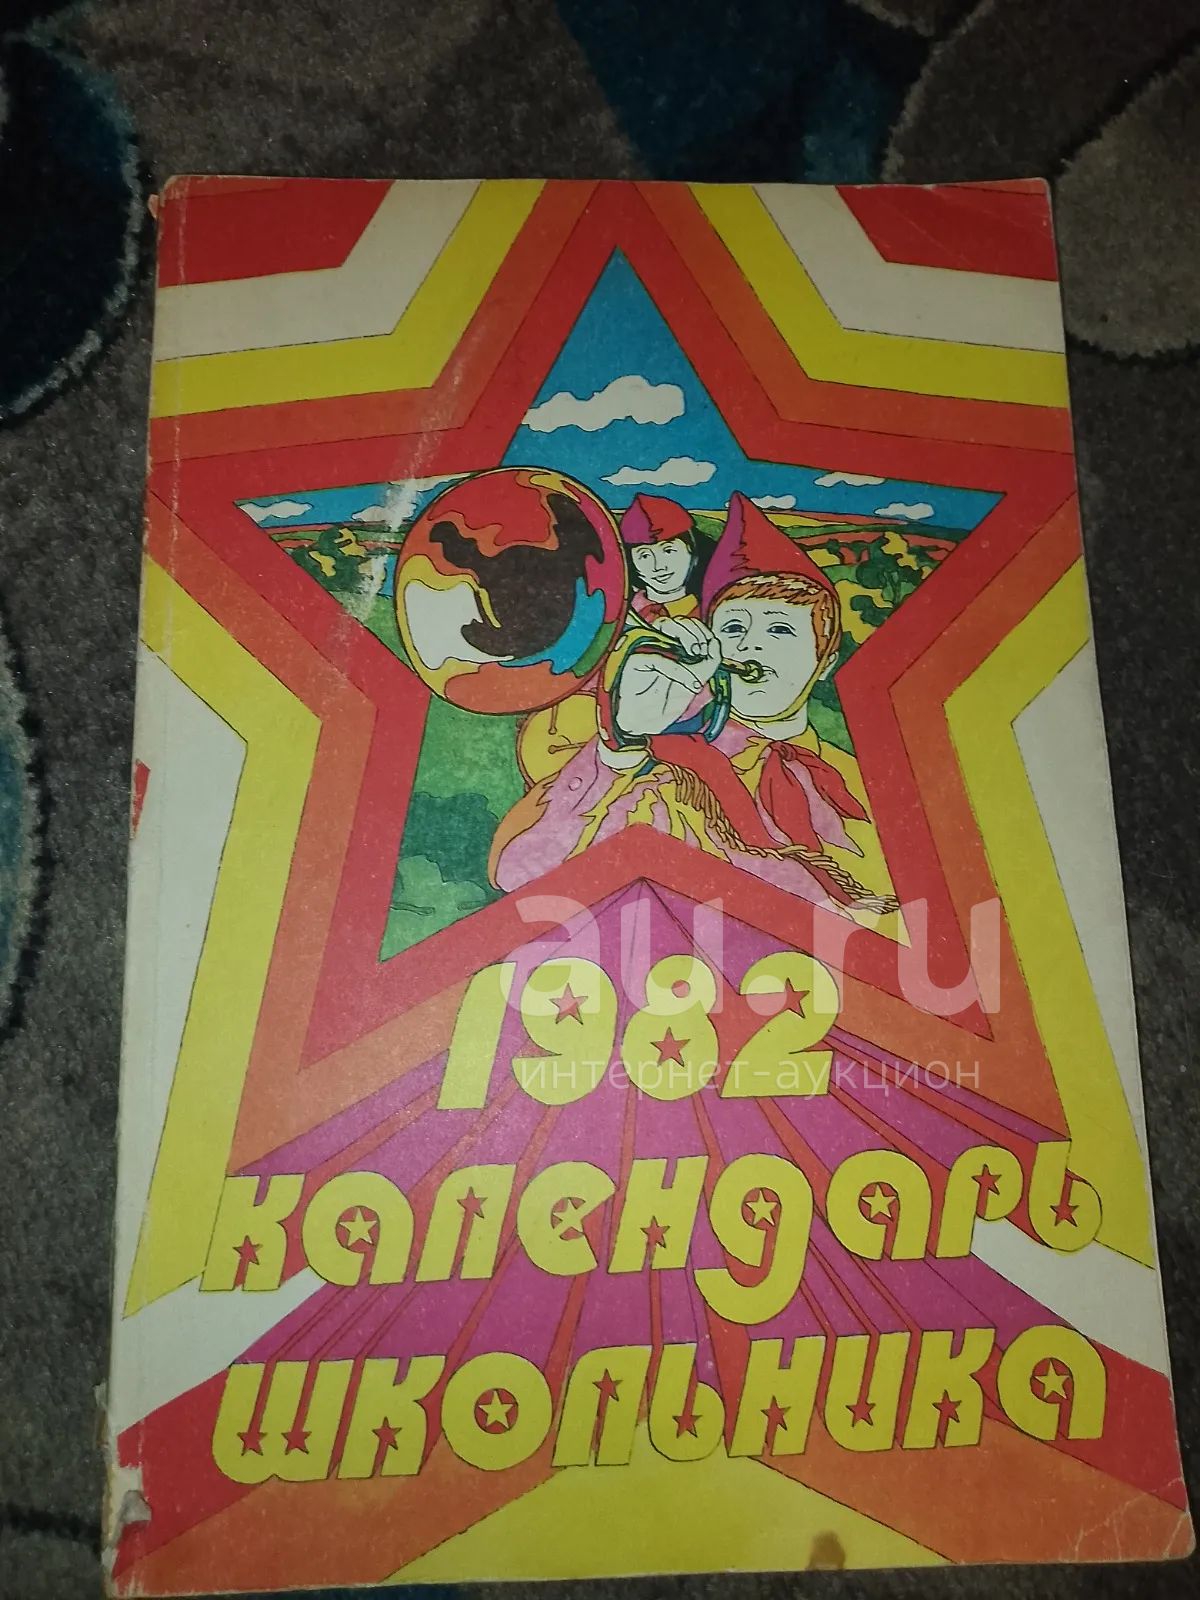 au.ru
1982
интернет-аукцион
календарь
школьника